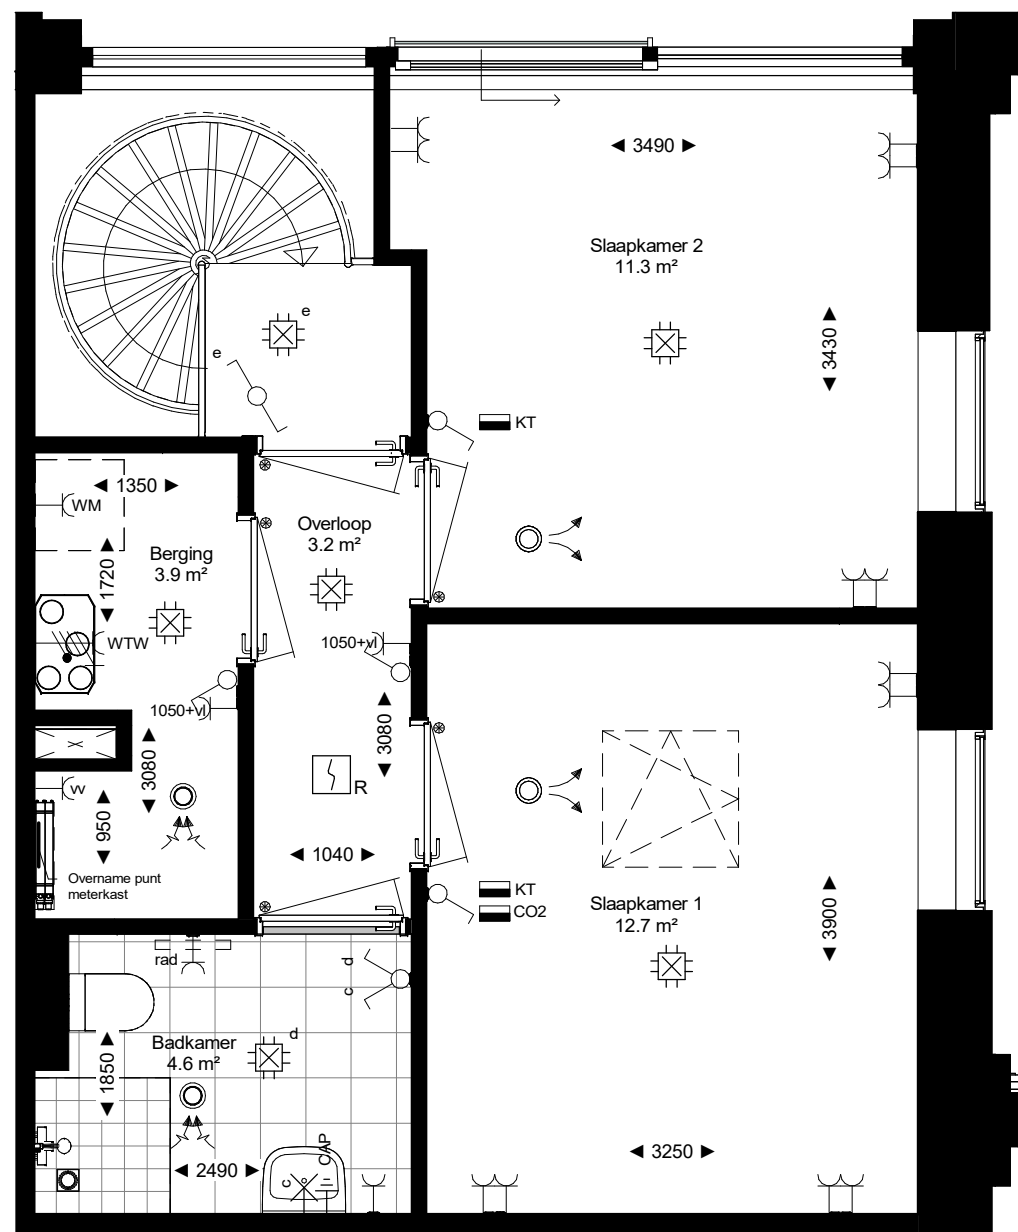 3490
Slaapkamer 2
11.3 m²
3430
e
e
KT
1350
WM
Overloop
3.2 m²
Berging
3.9 m²
1720
WTW
1050+vl
1050+vl
3080
3080
R
vv
950
1040
Overname punt
meterkast
KT
CO2
Slaapkamer 1
12.7 m²
3900
rad
d
c
Badkamer
4.6 m²
d
1850
3250
2490
CAP
c